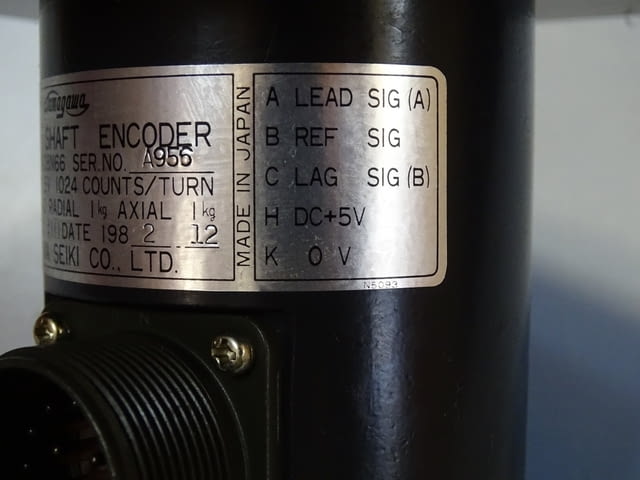 Tamagawa
SHAFT ENCODER
N66 SER.NO. A956
1024 COUNTS/TURN
RADIAL 1kg AXIAL 1kg
DATE 198 2 12
SEIKI CO., LTD.
MADE IN JAPAN
A LEAD SIG (A)
B REF SIG
C LAG SIG (B)
H DC+5V
K 0 V
N5093